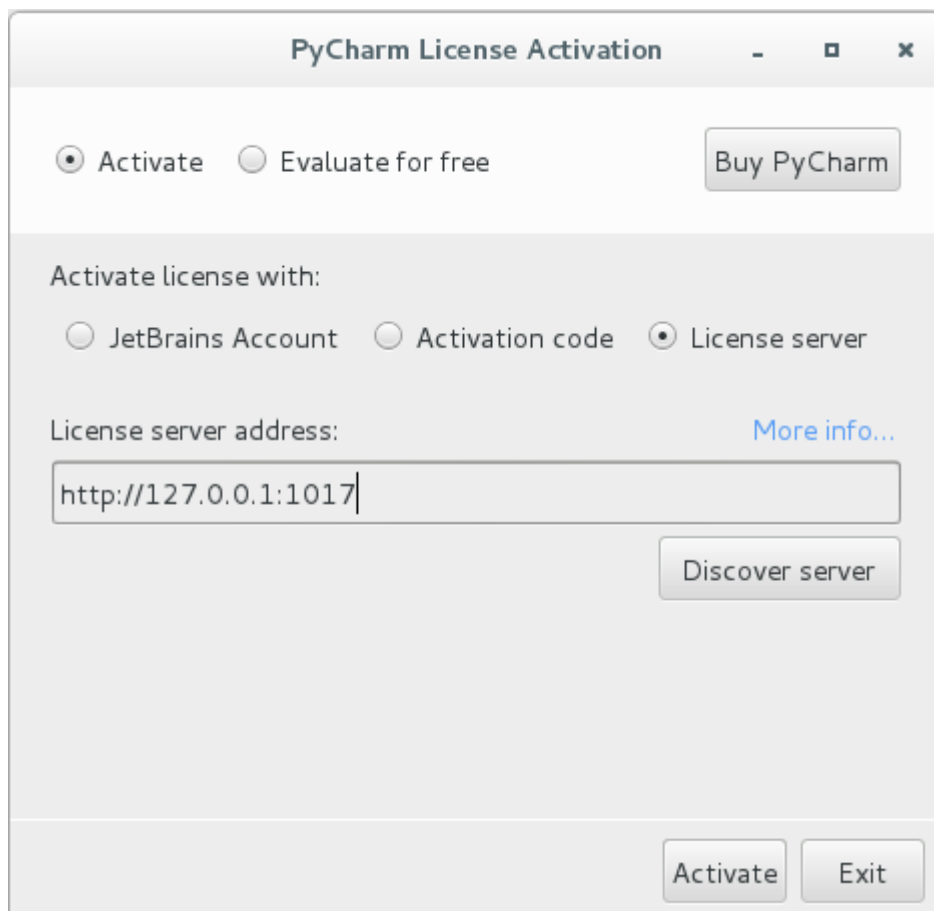 PyCharm License Activation
Activate Evaluate for free Buy PyCharm
Activate license with:
JetBrains Account Activation code License server
License server address: More info...
http://127.0.0.1:1017
Discover server
Activate Exit